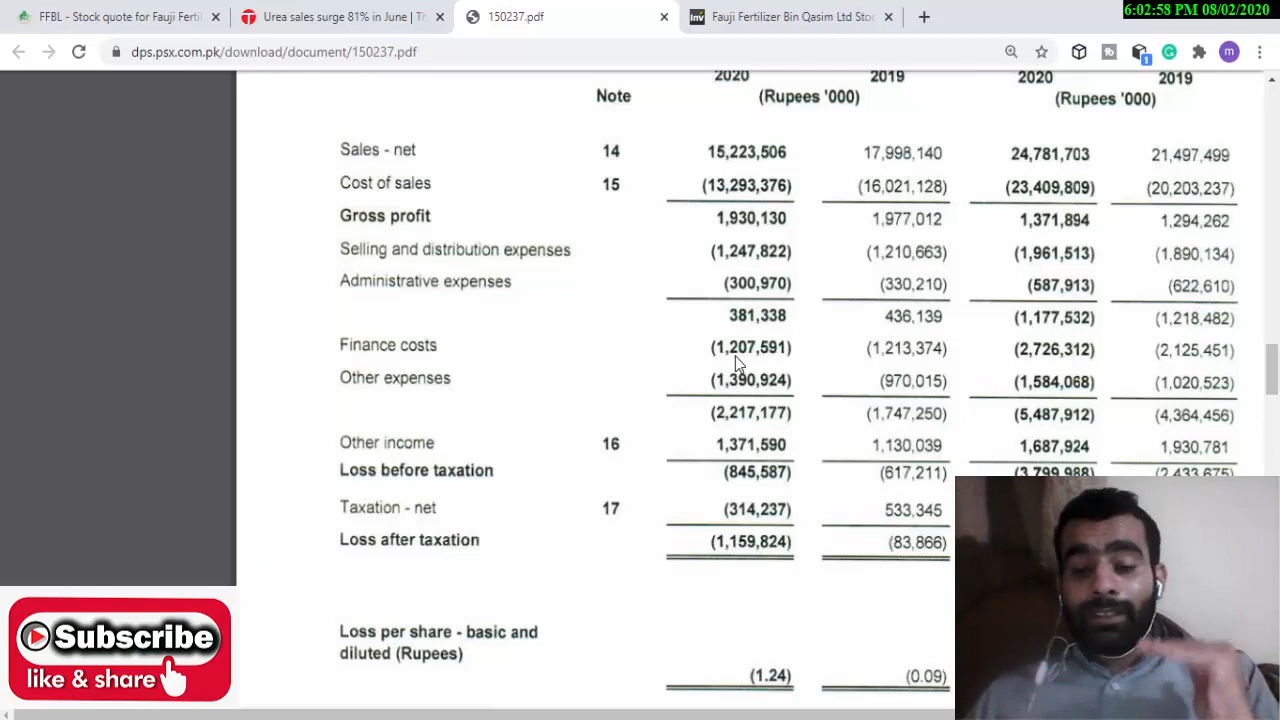 6:02:58 PM 08/02/2020
FFBL - Stock quote for Fauji Fertil
Urea sales surge 81% in June | Th
150237.pdf
Inv Fauji Fertilizer Bin Qasim Ltd Stoc
dps.psx.com.pk/download/document/150237.pdf
tb
1
m
2020 2019 2020 2019
Note (Rupees '000) (Rupees '000)
Sales - net 14 15,223,506 17,998,140 24,781,703 21,497,499
Cost of sales 15 (13,293,376) (16,021,128) (23,409,809) (20,203,237)
Gross profit 1,930,130 1,977,012 1,371,894 1,294,262
Selling and distribution expenses (1,247,822) (1,210,663) (1,961,513) (1,890,134)
Administrative expenses (300,970) (330,210) (587,913) (622,610)
381,338 436,139 (1,177,532) (1,218,482)
Finance costs (1,207,591) (1,213,374) (2,726,312) (2,125,451)
Other expenses (1,390,924) (970,015) (1,584,068) (1,020,523)
(2,217,177) (1,747,250) (5,487,912) (4,364,456)
Other income 16 1,371,590 1,130,039 1,687,924 1,930,781
Loss before taxation (845,587) (617,211) (3,799,988) (2,433,675)
Taxation - net 17 (314,237) 533,345
Loss after taxation (1,159,824) (83,866)
Loss per share - basic and
diluted (Rupees)
(1.24) (0.09)
Subscribe
like & share